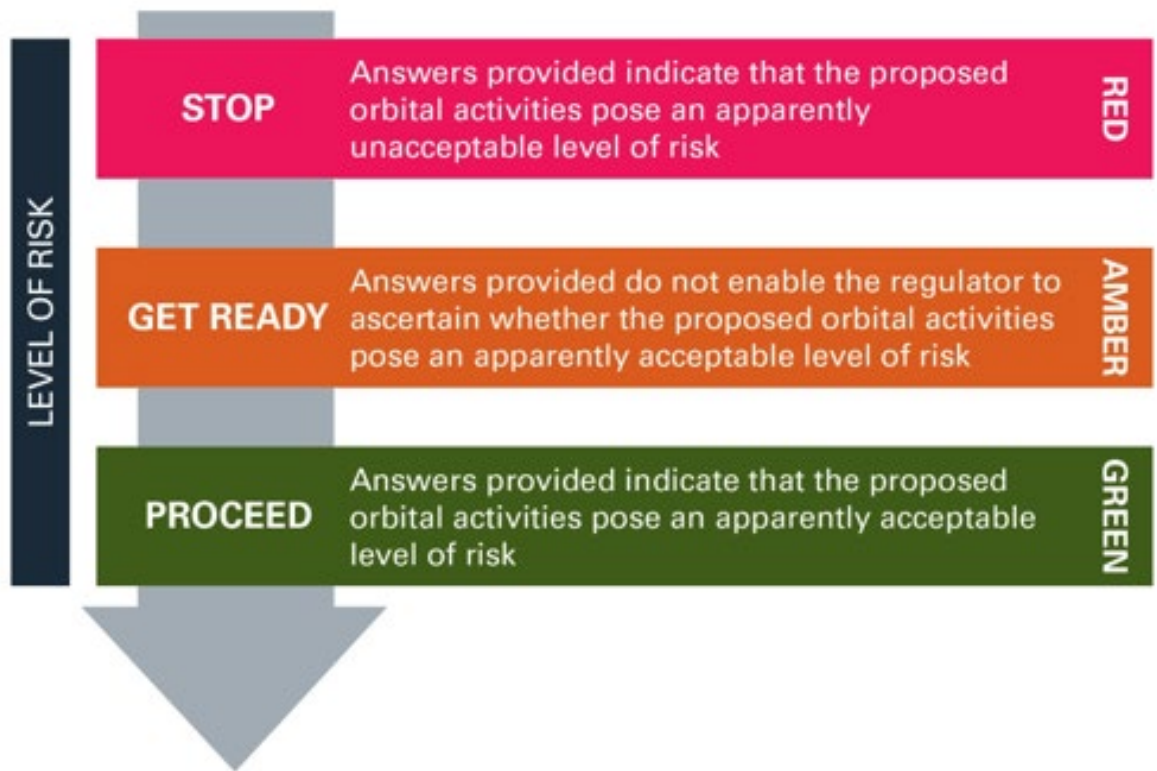 LEVEL OF RISK
STOP
Answers provided indicate that the proposed
orbital activities pose an apparently
unacceptable level of risk
RED
GET READY
Answers provided do not enable the regulator to
ascertain whether the proposed orbital activities
pose an apparently acceptable level of risk
AMBER
PROCEED
Answers provided indicate that the proposed
orbital activities pose an apparently acceptable
level of risk
GREEN